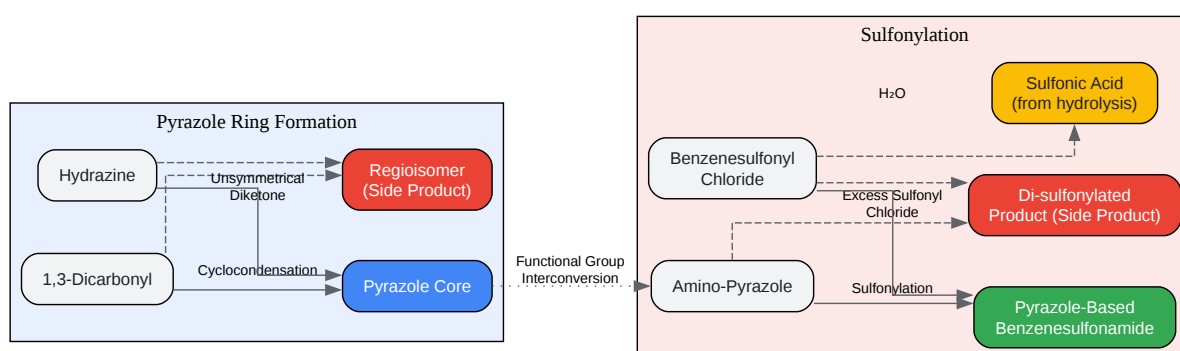 Pyrazole Ring Formation
Hydrazine
Regioisomer
(Side Product)
Unsymmetrical
Diketone
1,3-Dicarbonyl
Cyclocondensation
Pyrazole Core
Functional Group
Interconversion
Sulfonylation
H₂O
Sulfonic Acid
(from hydrolysis)
Benzenesulfonyl
Chloride
Excess Sulfonyl
Chloride
Di-sulfonylated
Product (Side Product)
Amino-Pyrazole
Sulfonylation
Pyrazole-Based
Benzenesulfonamide